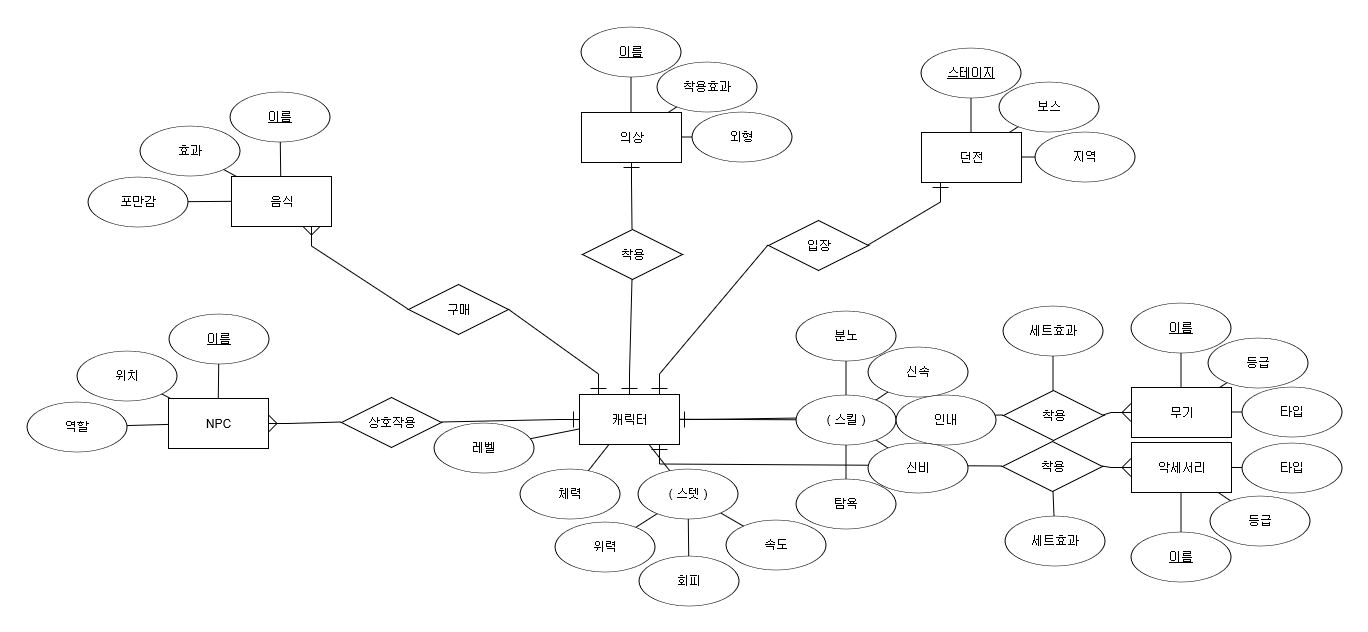 이름
착용효과
의상
외형
스테이지
보스
던전
지역
이름
효과
포만감
음식
착용
입장
구매
이름
위치
역할
NPC
상호작용
캐릭터
레벨
체력
( 스텟 )
위력
회피
속도
분노
신속
( 스킬 )
인내
신비
탐욕
세트효과
착용
이름
등급
무기
타입
착용
세트효과
악세서리
타입
등급
이름